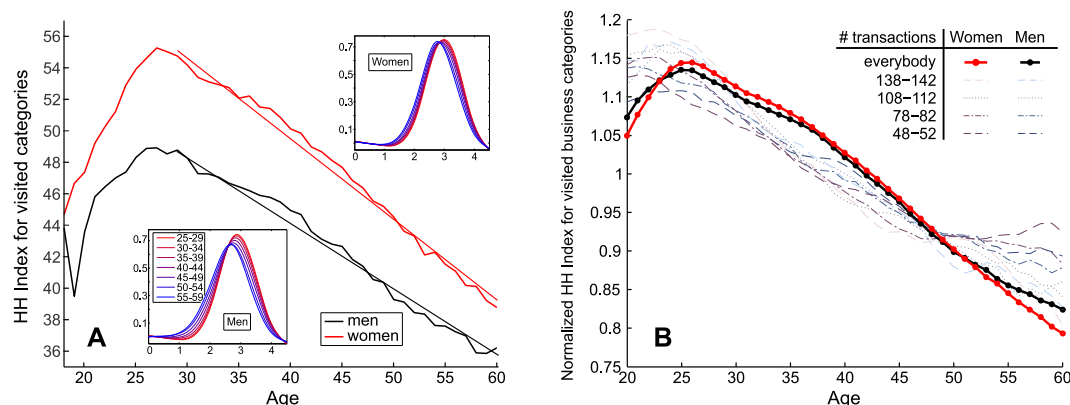 HH Index for visited categories
56
54
52
50
48
46
44
42
40
38
36
20 25 30 35 40 45 50 55 60
Age
A
men
women
Women
0.7
0.5
0.3
0.1
0 1 2 3 4
25-29
30-34
35-39
40-44
45-49
50-54
55-59
Men
0.7
0.5
0.3
0.1
0 1 2 3 4
Normalized HH Index for visited business categories
1.2
1.15
1.1
1.05
1
0.95
0.9
0.85
0.8
0.75
20 25 30 35 40 45 50 55 60
Age
B
# transactions Women Men
everybody
138−142
108−112
78−82
48−52